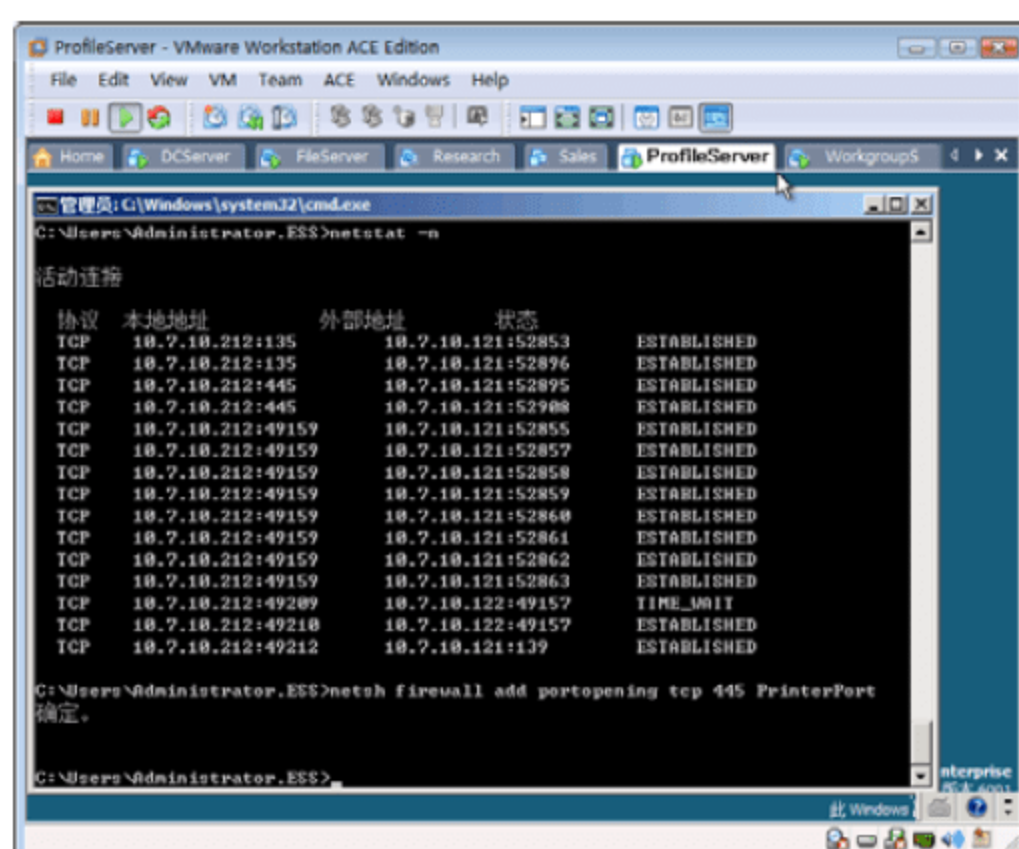 ProfileServer - VMware Workstation ACE Edition
File Edit View VM Team ACE Windows Help
Home DCServer FileServer Research Sales ProfileServer WorkgroupS
管理员: C:\Windows\system32\cmd.exe
C:\Users\Administrator.ESS>netstat -n
活动连接
协议 本地地址 外部地址 状态
TCP 10.7.10.212:135 10.7.10.121:52853 ESTABLISHED
TCP 10.7.10.212:135 10.7.10.121:52896 ESTABLISHED
TCP 10.7.10.212:445 10.7.10.121:52895 ESTABLISHED
TCP 10.7.10.212:445 10.7.10.121:52908 ESTABLISHED
TCP 10.7.10.212:49159 10.7.10.121:52855 ESTABLISHED
TCP 10.7.10.212:49159 10.7.10.121:52857 ESTABLISHED
TCP 10.7.10.212:49159 10.7.10.121:52858 ESTABLISHED
TCP 10.7.10.212:49159 10.7.10.121:52859 ESTABLISHED
TCP 10.7.10.212:49159 10.7.10.121:52860 ESTABLISHED
TCP 10.7.10.212:49159 10.7.10.121:52861 ESTABLISHED
TCP 10.7.10.212:49159 10.7.10.121:52862 ESTABLISHED
TCP 10.7.10.212:49159 10.7.10.121:52863 ESTABLISHED
TCP 10.7.10.212:49209 10.7.10.122:49157 TIME_WAIT
TCP 10.7.10.212:49210 10.7.10.122:49157 ESTABLISHED
TCP 10.7.10.212:49212 10.7.10.121:139 ESTABLISHED
C:\Users\Administrator.ESS>netsh firewall add portopening tcp 445 PrinterPort
确定。
C:\Users\Administrator.ESS>_
nterprise
此 Windows